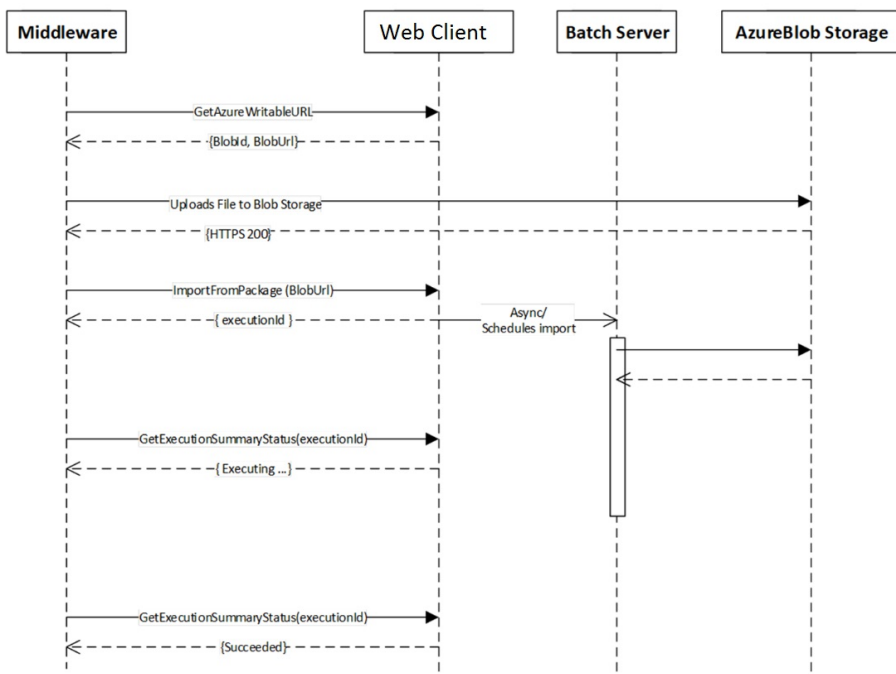 Middleware
Web Client
Batch Server
AzureBlob Storage
GetAzureWritableURL
{BlobId, BlobUrl}
Uploads File to Blob Storage
{HTTPS 200}
ImportFromPackage (BlobUrl)
{ executionId }
Async/
Schedules import
GetExecutionSummaryStatus(executionId)
{ Executing ...}
GetExecutionSummaryStatus(executionId)
{Succeeded}